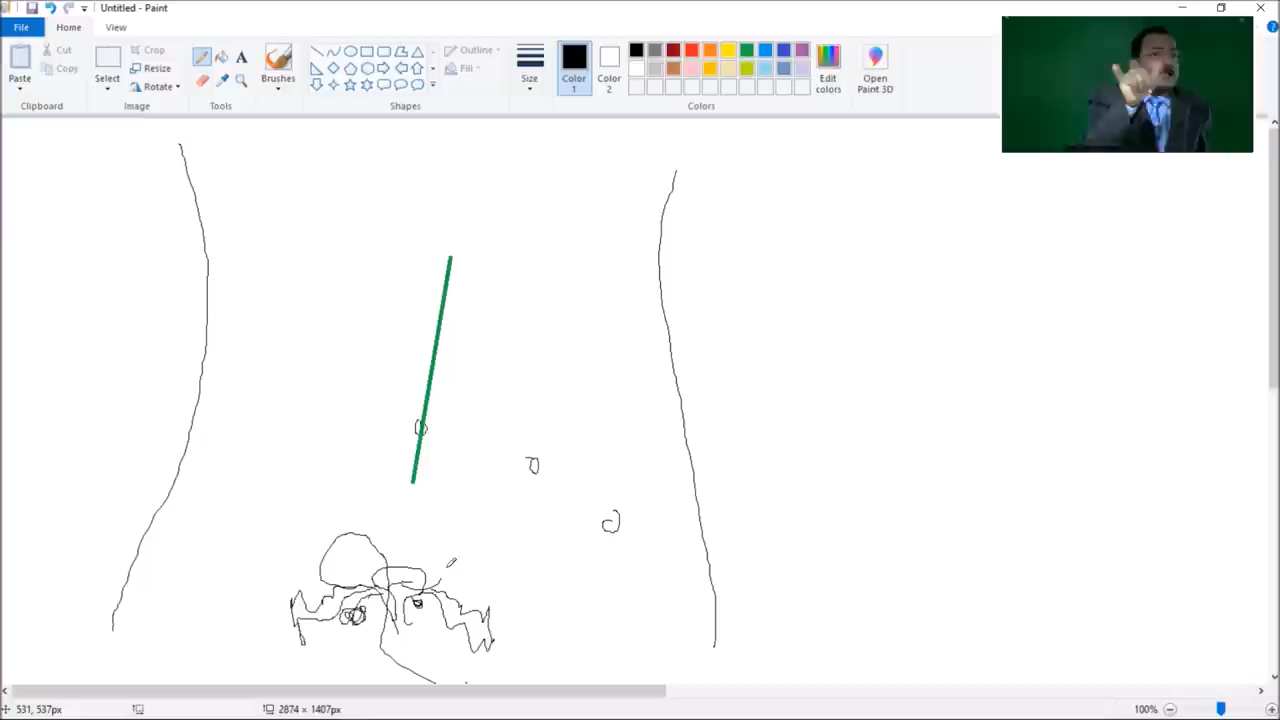 Untitled - Paint
File
Home
View
Paste
Cut
Copy
Clipboard
Select
Crop
Resize
Rotate
Image
A
Tools
Brushes
Outline
Fill
Shapes
Size
Color
1
Color
2
Edit
colors
Colors
Open
Paint 3D
?
531, 537px
2874 × 1407px
100%